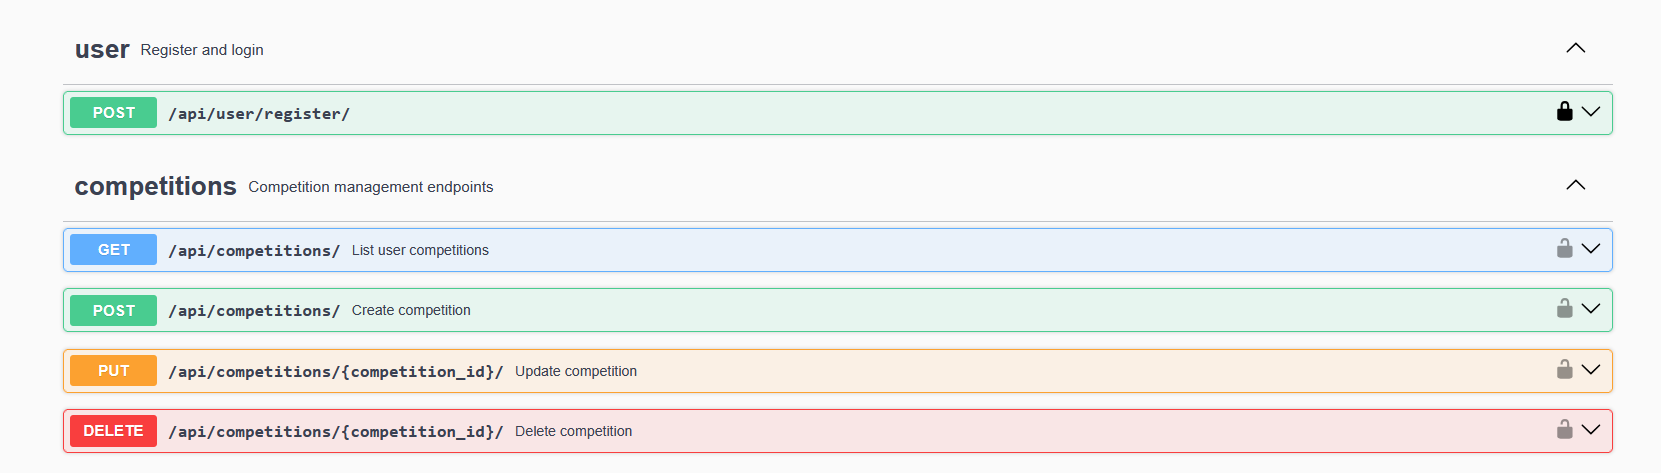 user Register and login
POST /api/user/register/
competitions Competition management endpoints
GET /api/competitions/ List user competitions
POST /api/competitions/ Create competition
PUT /api/competitions/{competition_id}/ Update competition
DELETE /api/competitions/{competition_id}/ Delete competition